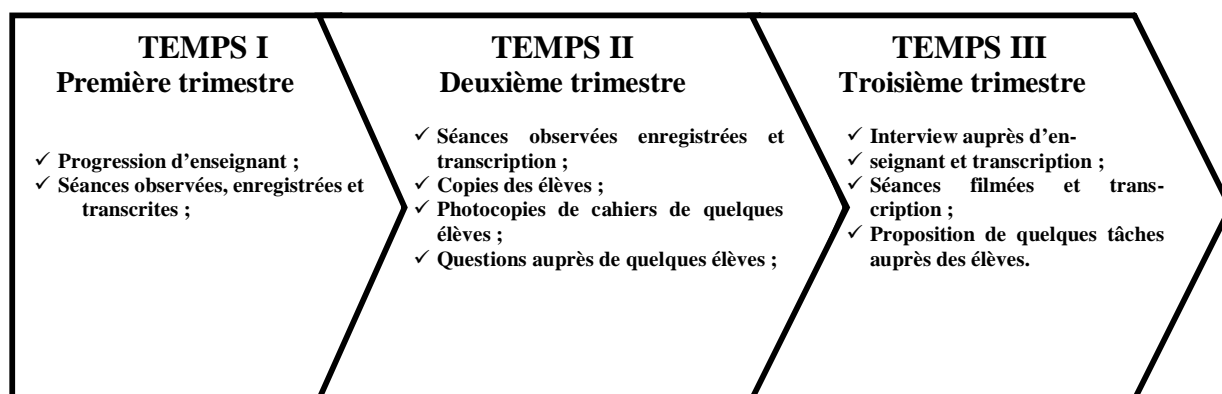 TEMPS I
Première trimestre
✓ Progression d'enseignant ;
✓ Séances observées, enregistrées et
transcrites ;
TEMPS II
Deuxième trimestre
✓ Séances observées enregistrées et
transcription ;
✓ Copies des élèves ;
✓ Photocopies de cahiers de quelques
élèves ;
✓ Questions auprès de quelques élèves ;
TEMPS III
Troisième trimestre
✓ Interview auprès d'en-
✓ seignant et transcription ;
✓ Séances filmées et trans-
cription ;
✓ Proposition de quelques tâches
auprès des élèves.